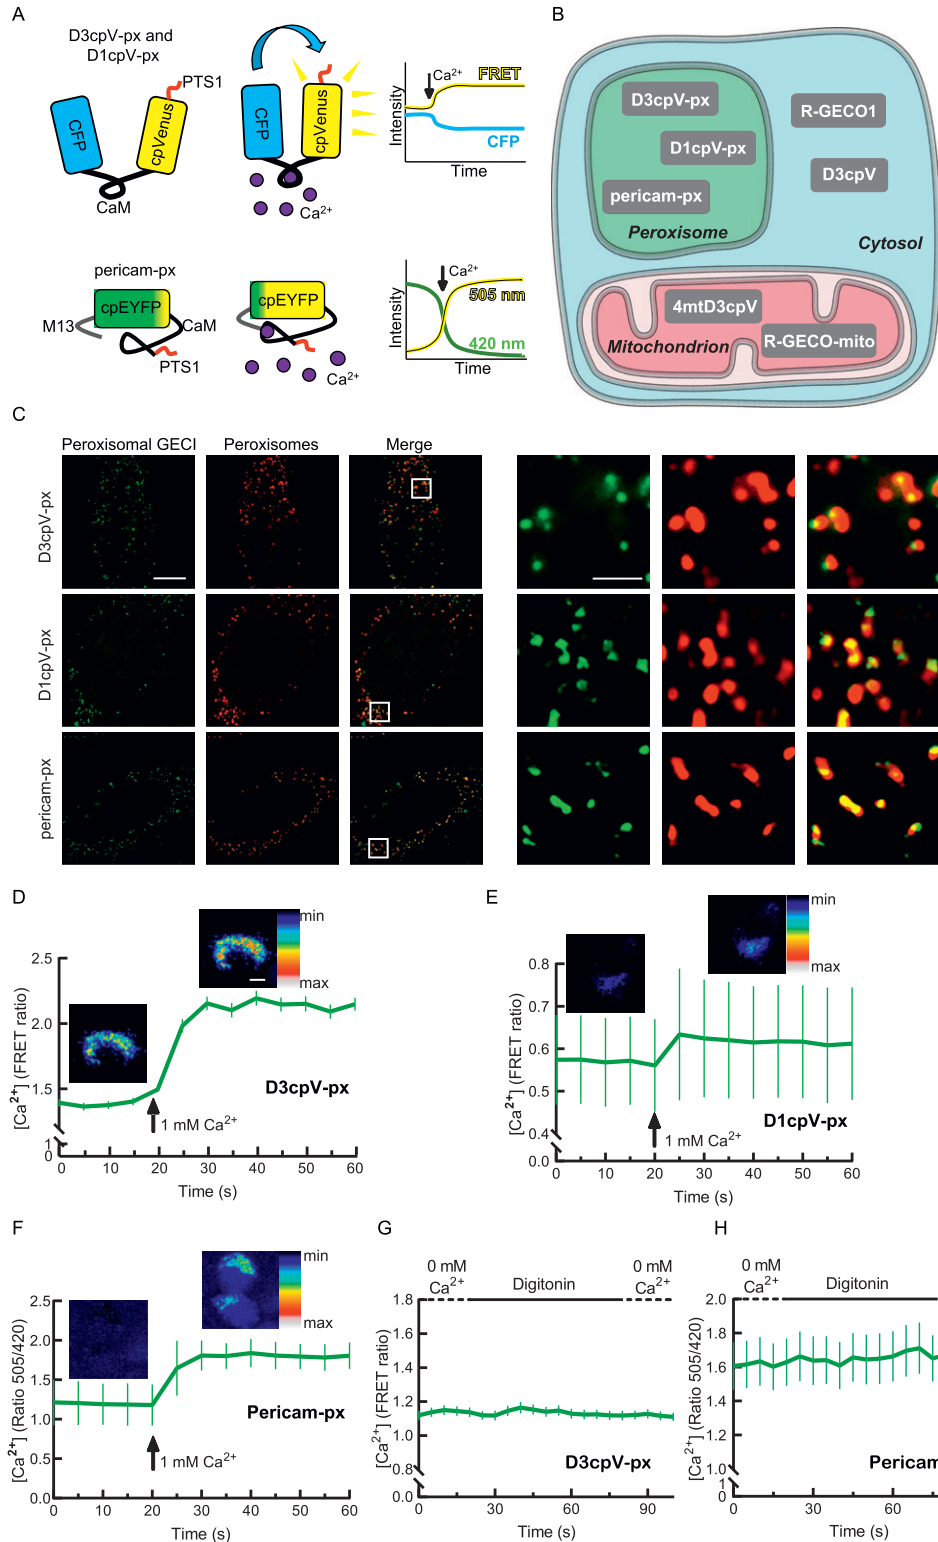 A
D3cpV-px and
D1cpV-px
PTS1
CFP
cpVenus
CaM
CFP
cpVenus
Ca²⁺
Intensity
Ca²⁺
FRET
CFP
Time
pericam-px
cpEYFP
M13
CaM
PTS1
cpEYFP
Ca²⁺
Intensity
Ca²⁺
505 nm
420 nm
Time
B
D3cpV-px
D1cpV-px
pericam-px
Peroxisome
R-GECO1
D3cpV
Cytosol
4mtD3cpV
Mitochondrion
R-GECO-mito
C
Peroxisomal GECI
Peroxisomes
Merge
D3cpV-px
D1cpV-px
pericam-px
D
min
max
[Ca²⁺] (FRET ratio)
2.5
2.0
1.5
1
0
D3cpV-px
1 mM Ca²⁺
0 10 20 30 40 50 60
Time (s)
E
min
max
[Ca²⁺] (FRET ratio)
0.8
0.7
0.6
0.5
0.4
0.0
D1cpV-px
1 mM Ca²⁺
0 10 20 30 40 50 60
Time (s)
F
min
max
[Ca²⁺] (Ratio 505/420)
2.5
2.0
1.5
1.0
0.5
0.0
Pericam-px
1 mM Ca²⁺
0 10 20 30 40 50 60
Time (s)
G
0 mM
Ca²⁺
Digitonin
0 mM
Ca²⁺
[Ca²⁺] (FRET ratio)
1.8
1.6
1.4
1.2
1.0
0.8
0.0
D3cpV-px
0 30 60 90
Time (s)
H
0 mM
Ca²⁺
Digitonin
[Ca²⁺] (Ratio 505/420)
2.0
1.8
1.6
1.4
1.2
1.0
1
0
Pericam
0 30 60
Time (s)